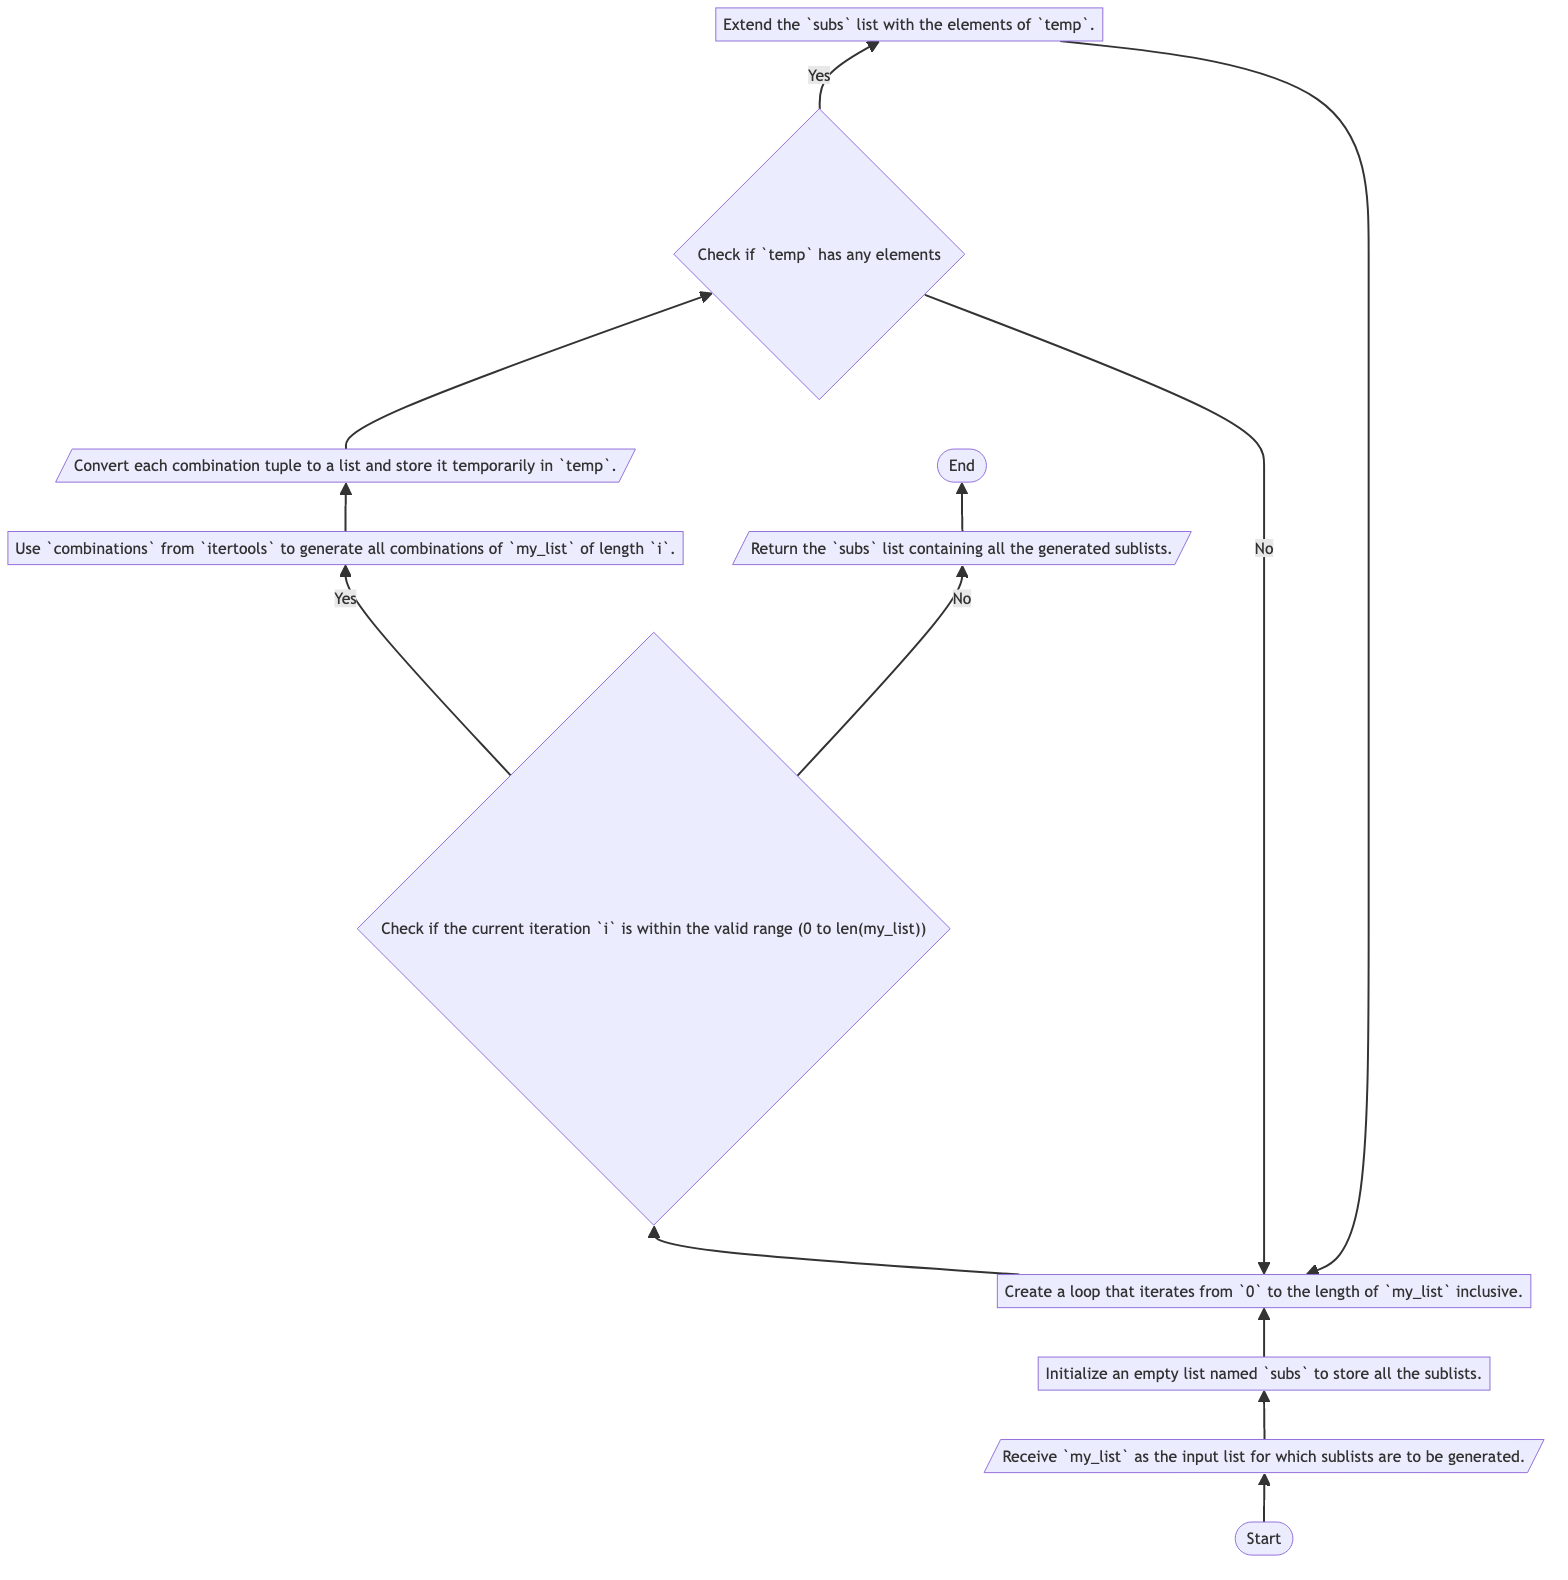 Extend the `subs` list with the elements of `temp`.
Yes
Check if `temp` has any elements
Convert each combination tuple to a list and store it temporarily in `temp`.
End
Use `combinations` from `itertools` to generate all combinations of `my_list` of length `i`.
Return the `subs` list containing all the generated sublists.
No
Yes
No
Check if the current iteration `i` is within the valid range (0 to len(my_list))
Create a loop that iterates from `0` to the length of `my_list` inclusive.
Initialize an empty list named `subs` to store all the sublists.
Receive `my_list` as the input list for which sublists are to be generated.
Start